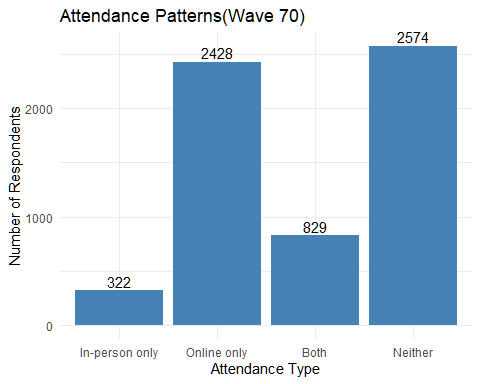 Attendance Patterns(Wave 70)
2574
2428
829
322
Number of Respondents
2000
1000
0
In-person only
Online only
Both
Neither
Attendance Type